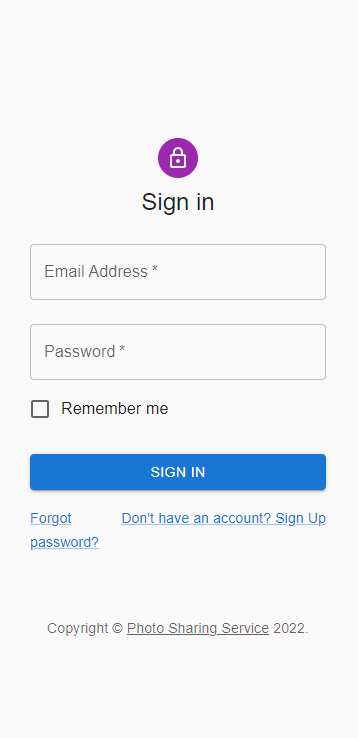 Sign in
Email Address *
Password *
Remember me
SIGN IN
Forgot password?
Don't have an account? Sign Up
Copyright © Photo Sharing Service 2022.